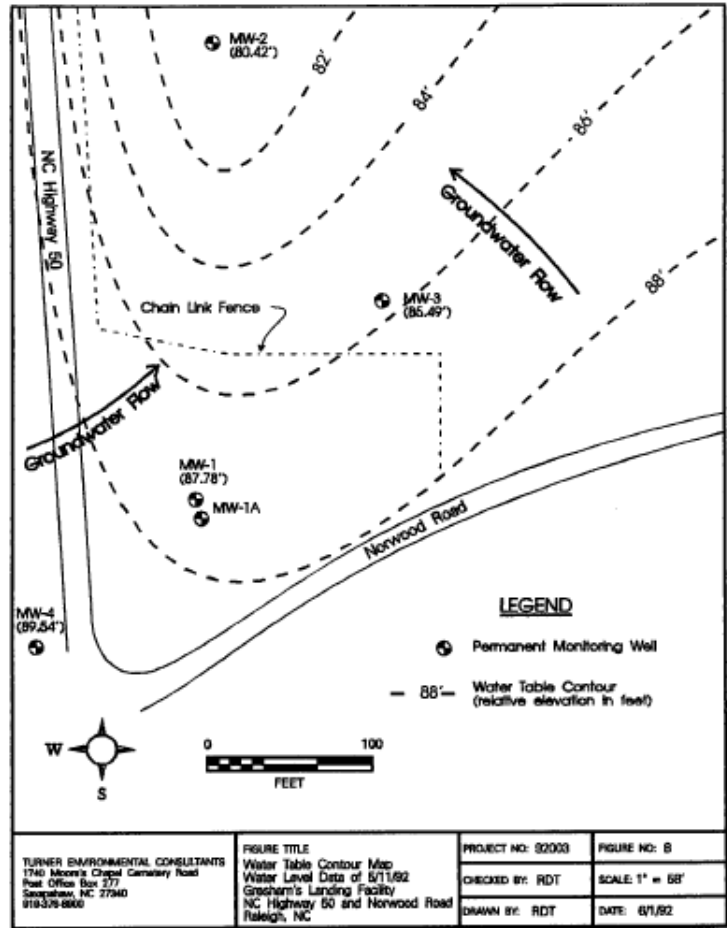 MW-2
(80.42')
82'
84'
86'
88'
NC Highway 50
Groundwater Flow
MW-3
(85.49')
Chain Link Fence
Groundwater Flow
MW-1
(87.78')
MW-1A
Norwood Road
MW-4
(89.54')
LEGEND
Permanent Monitoring Well
88'
Water Table Contour
(relative elevation in feet)
W
S
0 100
FEET
TURNER ENVIRONMENTAL CONSULTANTS
1740 Moore's Chapel Cemetery Road
Post Office Box 277
Saxapahaw, NC 27340
919-376-8900
FIGURE TITLE
Water Table Contour Map
Water Level Data of 5/11/92
Gresham's Landing Facility
NC Highway 50 and Norwood Road
Raleigh, NC
PROJECT NO: 92003
FIGURE NO: 8
CHECKED BY: RDT
SCALE: 1" = 68'
DRAWN BY: RDT
DATE: 6/1/92